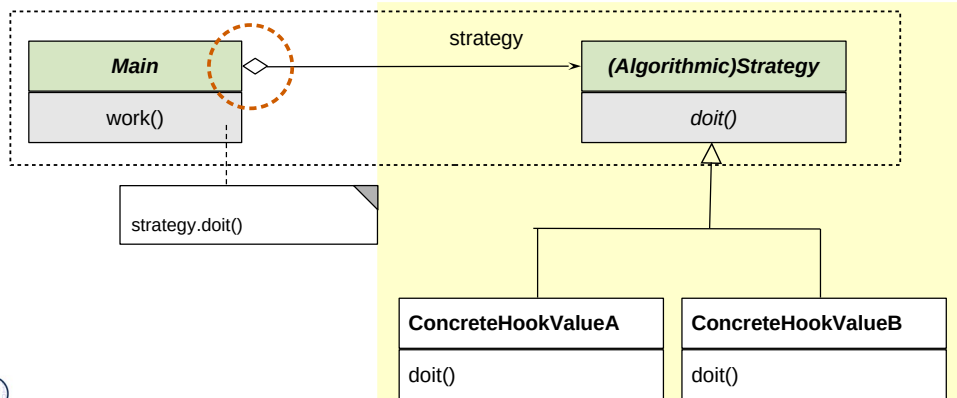 strategy
Main
(Algorithmic)Strategy
work()
doit()
strategy.doit()
ConcreteHookValueA
ConcreteHookValueB
doit()
doit()